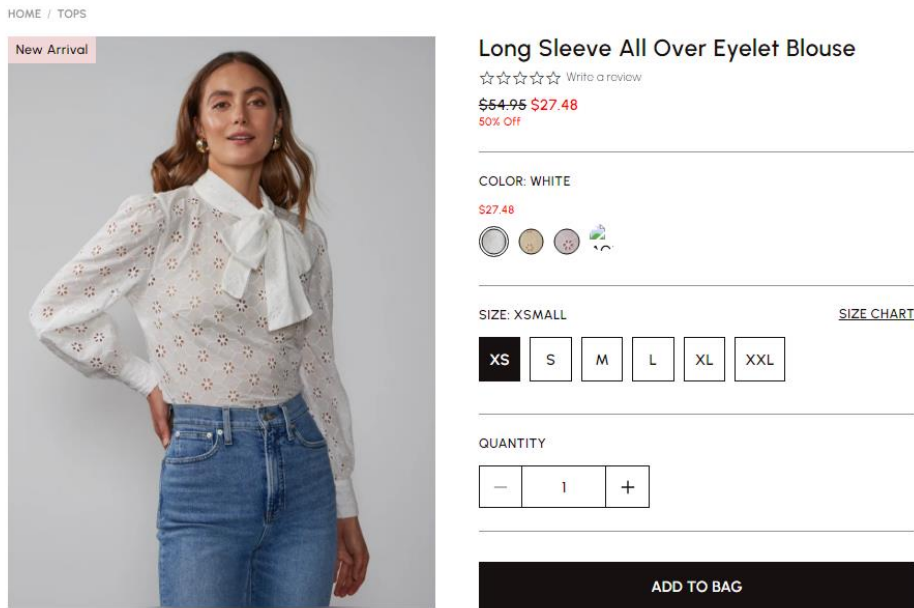 HOME / TOPS
New Arrival
Long Sleeve All Over Eyelet Blouse
Write a review
$54.95 $27.48
50% Off
COLOR: WHITE
$27.48
SIZE: XSMALL
SIZE CHART
XS S M L XL XXL
QUANTITY
− 1 +
ADD TO BAG